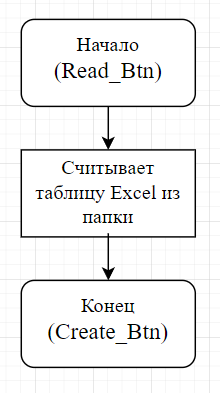 Начало
(Read_Btn)
Считывает
таблицу Excel из
папки
Конец
(Create_Btn)